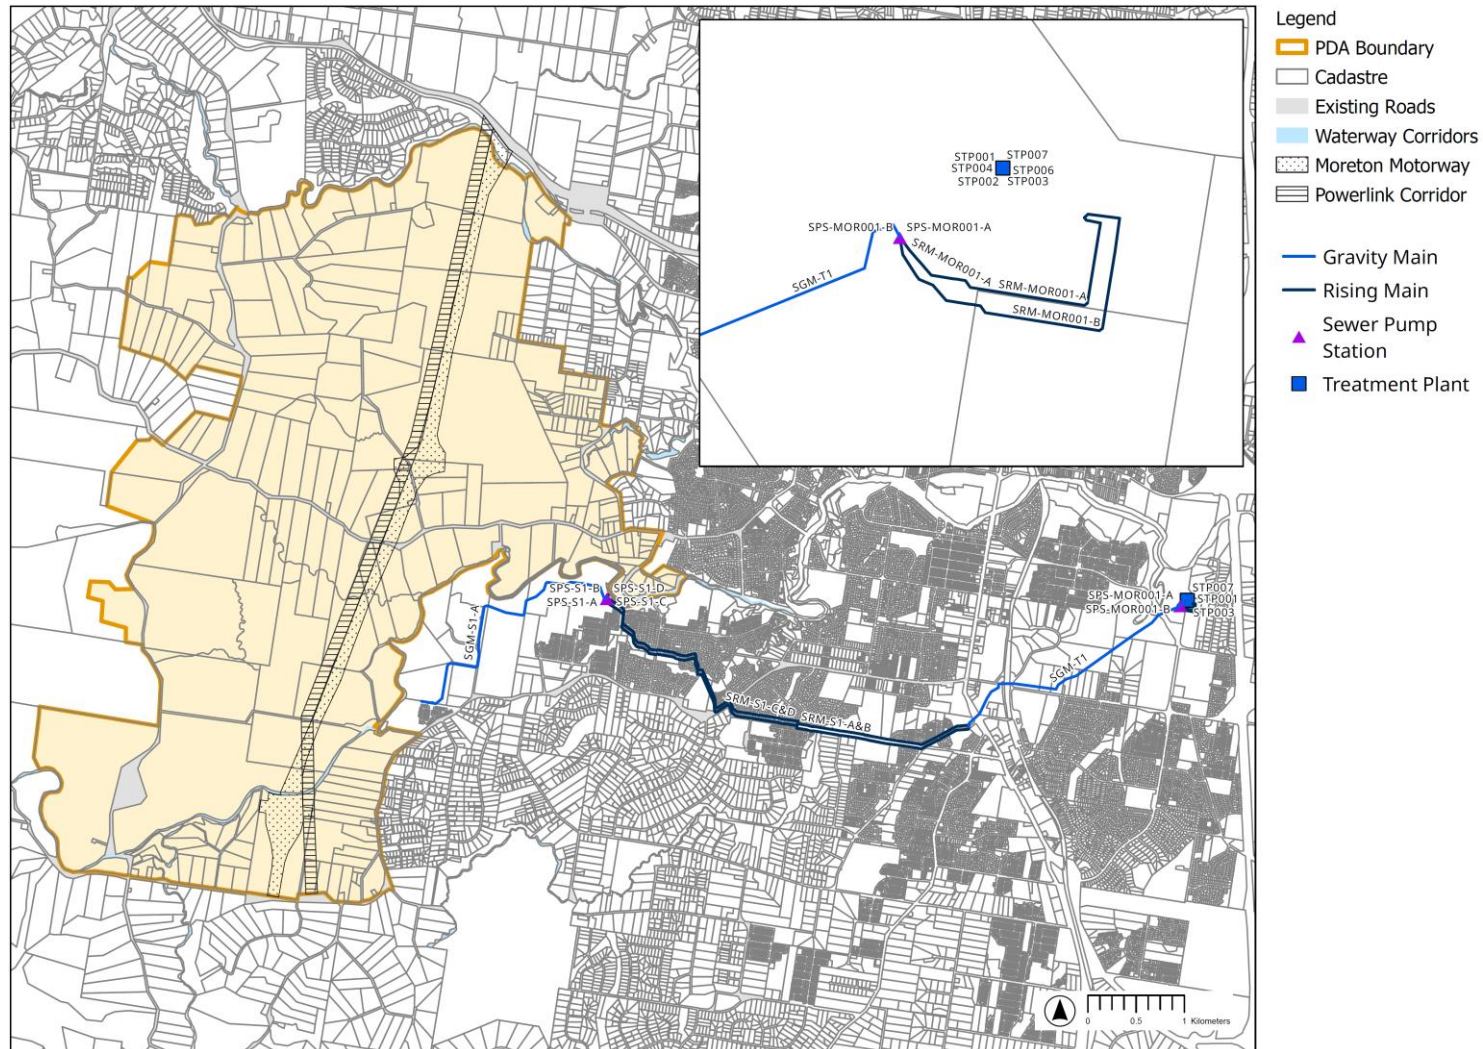 Legend
PDA Boundary
Cadastre
Existing Roads
Waterway Corridors
Moreton Motorway
Powerlink Corridor
Gravity Main
Rising Main
Sewer Pump
Station
Treatment Plant
STP001 STP007
STP004 STP006
STP002 STP003
SPS-MOR001-B SPS-MOR001-A
SRM-MOR001-A SRM-MOR001-A
SGM-T1
SRM-MOR001-B
SPS-S1-B SPS-S1-D
SPS-S1-A SPS-S1-C
SGM-S1-A
SRM-S1-C&D SRM-S1-A&B
SGM-T1
SPS-MOR001-A STP007
STP001
SPS-MOR001-B STP003
0 0.5 1 Kilometers